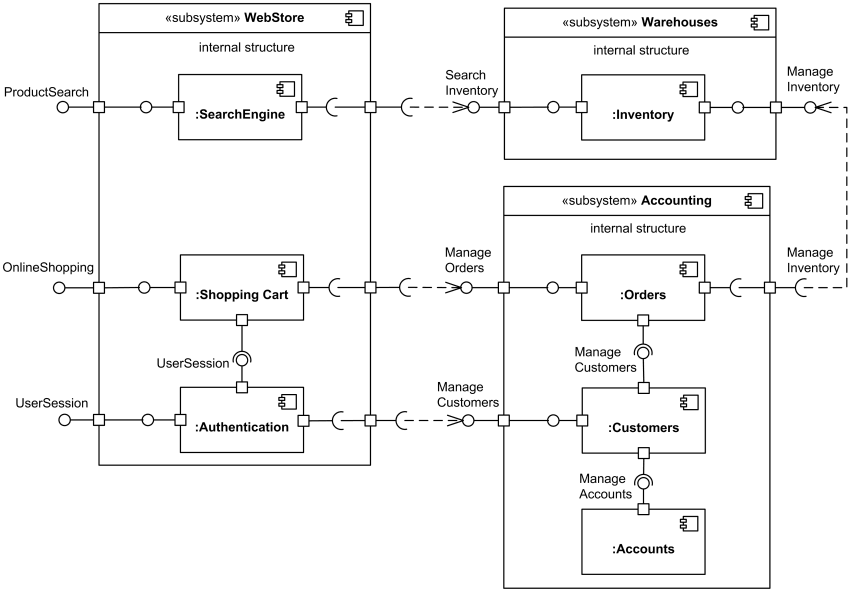 «subsystem» WebStore
internal structure
ProductSearch
:SearchEngine
OnlineShopping
:Shopping Cart
UserSession
UserSession
:Authentication
Search
Inventory
«subsystem» Warehouses
internal structure
:Inventory
Manage
Inventory
«subsystem» Accounting
internal structure
Manage
Orders
:Orders
Manage
Inventory
Manage
Customers
Manage
Customers
:Customers
Manage
Accounts
:Accounts